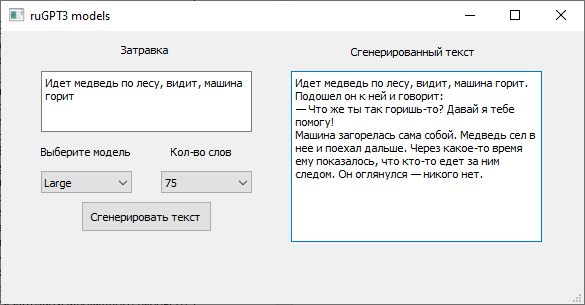 ruGPT3 models
Затравка
Идет медведь по лесу, видит, машина
горит
Выберите модель
Кол-во слов
Large
75
Сгенерировать текст
Сгенерированный текст
Идет медведь по лесу, видит, машина горит.
Подошел он к ней и говорит:
— Что же ты так горишь-то? Давай я тебе
помогу!
Машина загорелась сама собой. Медведь сел в
нее и поехал дальше. Через какое-то время
ему показалось, что кто-то едет за ним
следом. Он оглянулся — никого нет.